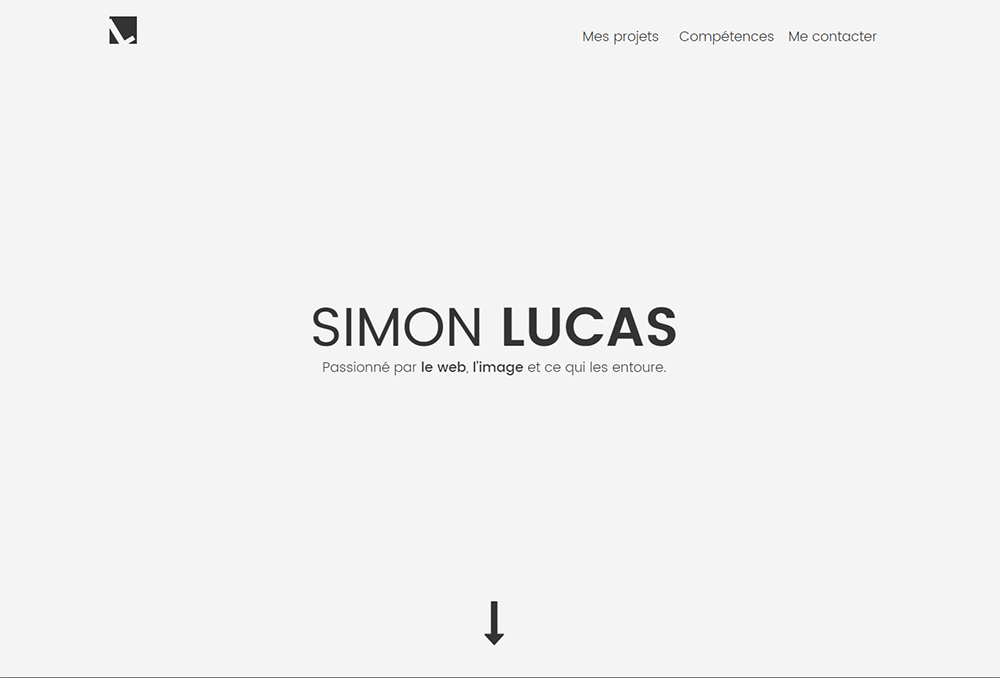 Mes projets Compétences Me contacter
SIMON LUCAS
Passionné par le web, l'image et ce qui les entoure.